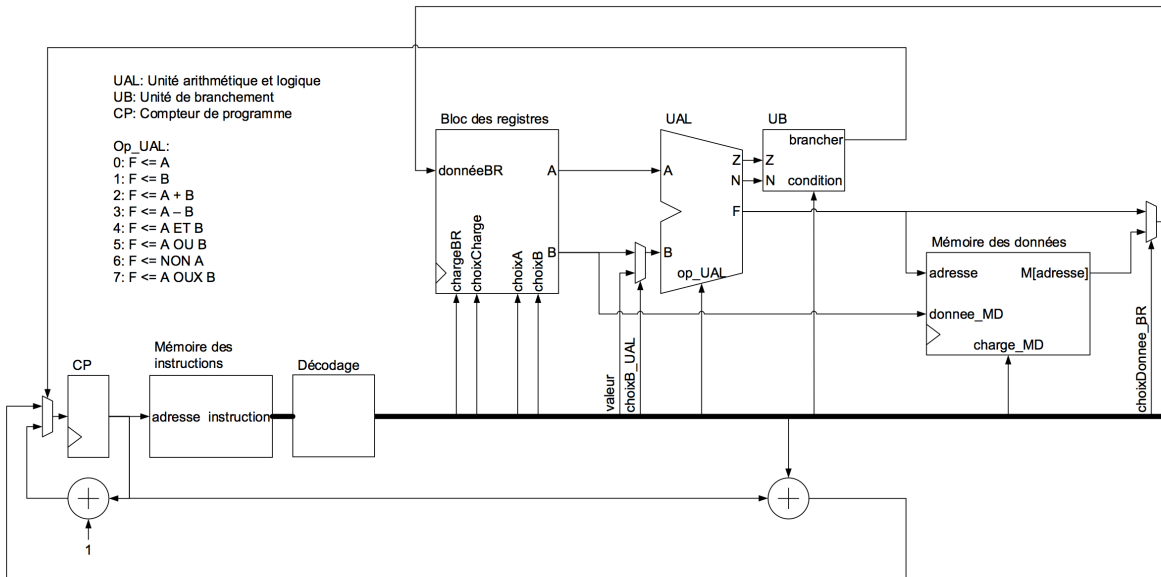 UAL: Unité arithmétique et logique
UB: Unité de branchement
CP: Compteur de programme
Op_UAL:
0: F <= A
1: F <= B
2: F <= A + B
3: F <= A – B
4: F <= A ET B
5: F <= A OU B
6: F <= NON A
7: F <= A OUX B
Bloc des registres
donnéeBR
A
B
chargeBR
choixCharge
choixA
choixB
UAL
A
B
Z
N
F
op_UAL
UB
brancher
Z
N
condition
Mémoire des données
adresse
M[adresse]
donnee_MD
charge_MD
choixDonnee_BR
valeur
choixB_UAL
CP
Mémoire des
instructions
adresse
instruction
Décodage
1